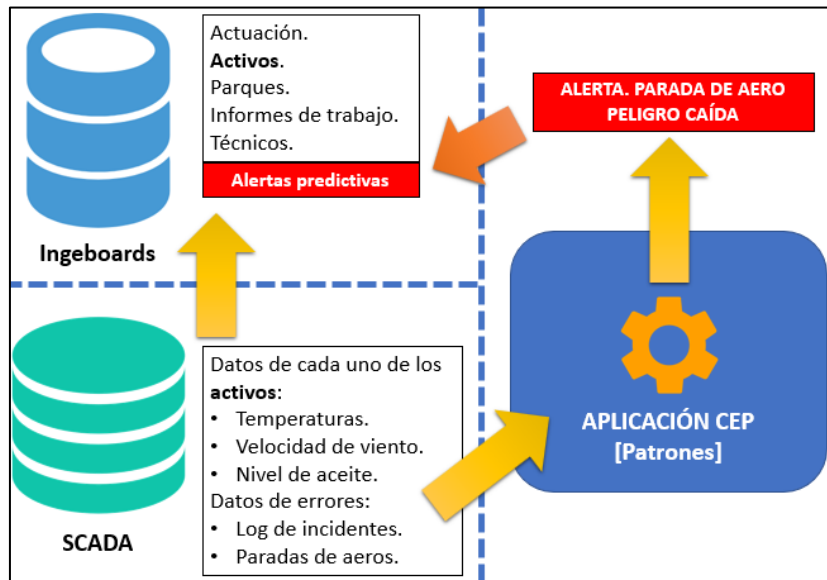 Actuación.
Activos.
Parques.
Informes de trabajo.
Técnicos.
Alertas predictivas
Ingeboards
ALERTA. PARADA DE AERO
PELIGRO CAÍDA
Datos de cada uno de los
activos:
• Temperaturas.
• Velocidad de viento.
• Nivel de aceite.
Datos de errores:
• Log de incidentes.
• Paradas de aeros.
SCADA
APLICACIÓN CEP
[Patrones]